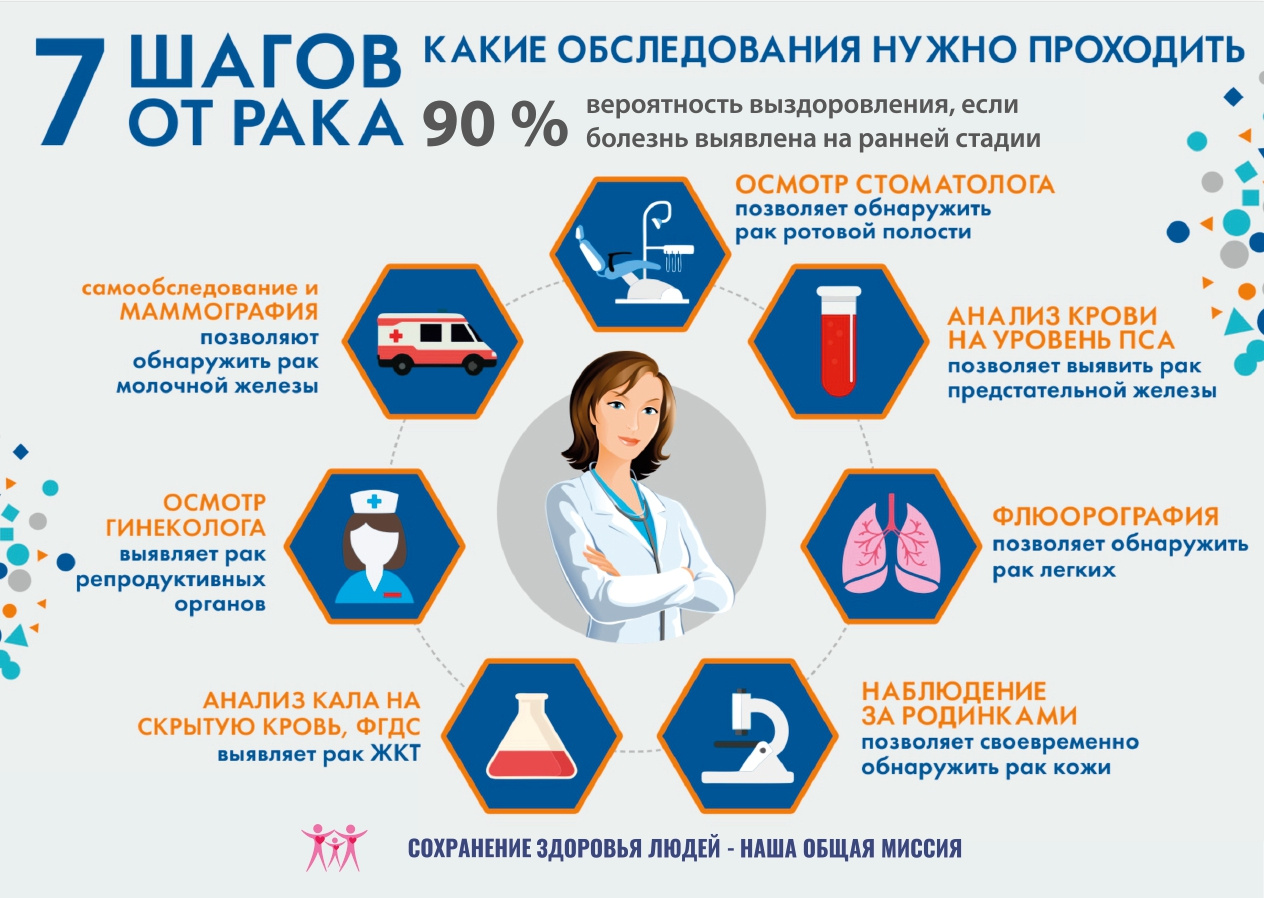 7 ШАГОВ
ОТ РАКА
КАКИЕ ОБСЛЕДОВАНИЯ НУЖНО ПРОХОДИТЬ
90 %
вероятность выздоровления, если
болезнь выявлена на ранней стадии
ОСМОТР СТОМАТОЛОГА
позволяет обнаружить
рак ротовой полости
АНАЛИЗ КРОВИ
НА УРОВЕНЬ ПСА
позволяет выявить рак
предстательной железы
ФЛЮОРОГРАФИЯ
позволяет обнаружить
рак легких
НАБЛЮДЕНИЕ
ЗА РОДИНКАМИ
позволяет своевременно
обнаружить рак кожи
АНАЛИЗ КАЛА НА
СКРЫТУЮ КРОВЬ, ФГДС
выявляет рак ЖКТ
ОСМОТР
ГИНЕКОЛОГА
выявляет рак
репродуктивных
органов
самообследование и
МАММОГРАФИЯ
позволяют
обнаружить рак
молочной железы
СОХРАНЕНИЕ ЗДОРОВЬЯ ЛЮДЕЙ - НАША ОБЩАЯ МИССИЯ